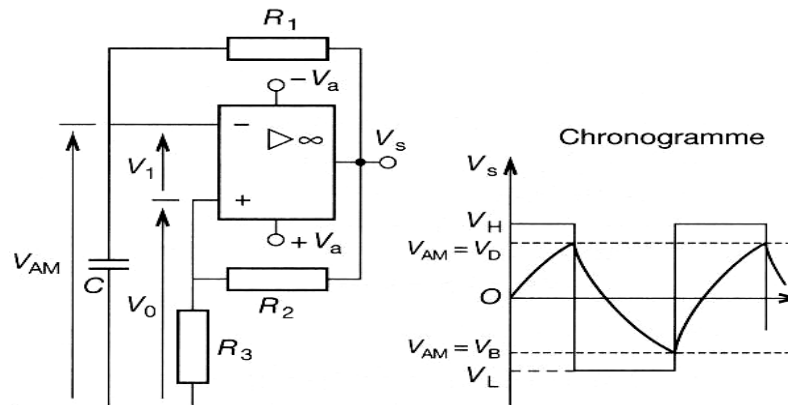 R1
−Va
−
▷ ∞
Vs
V1
+
+Va
VAM
C
V0
R2
R3
Chronogramme
Vs
VH
VAM = VD
O
VAM = VB
VL